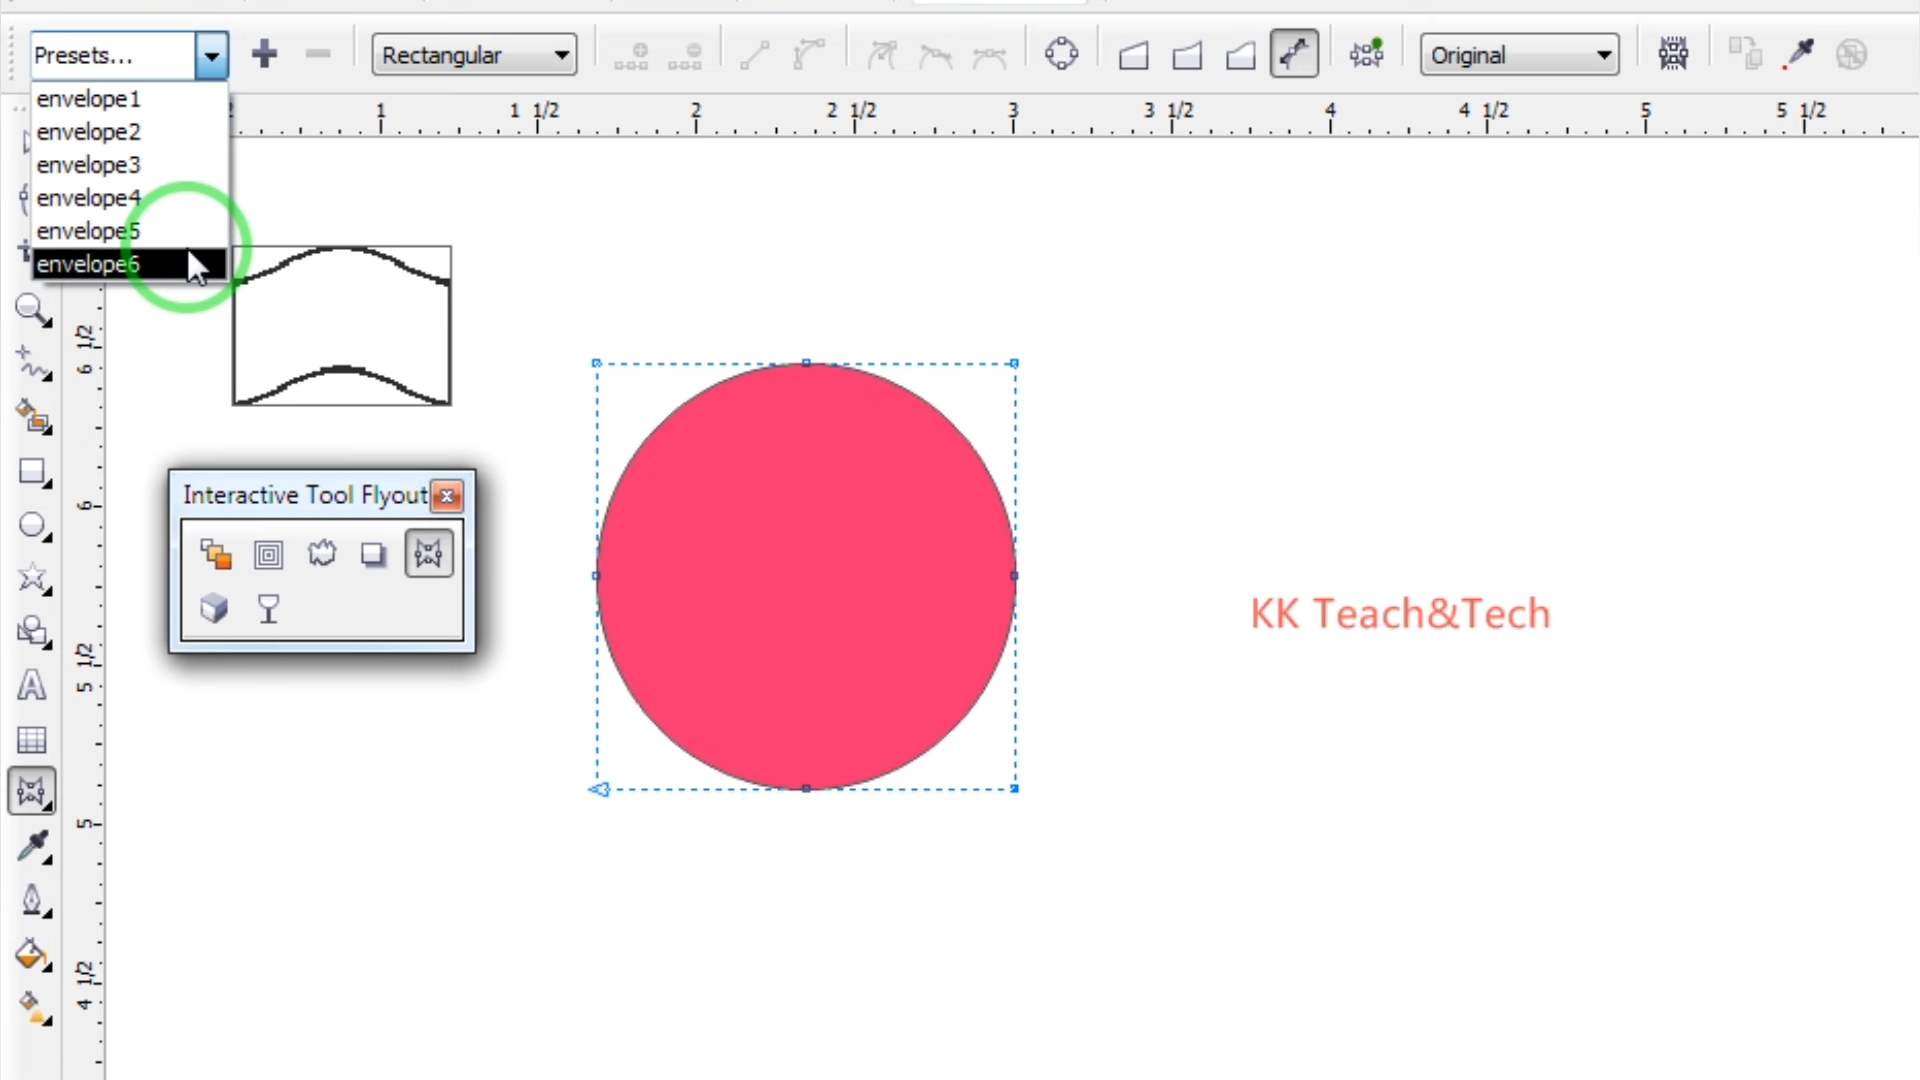 Presets...
Rectangular
Original
envelope1
envelope2
envelope3
envelope4
envelope5
envelope6
1 1 1/2 2 2 1/2 3 3 1/2 4 4 1/2 5 5 1/2
6 1/2
6
5 1/2
5
4 1/2
Interactive Tool Flyout
KK Teach&Tech